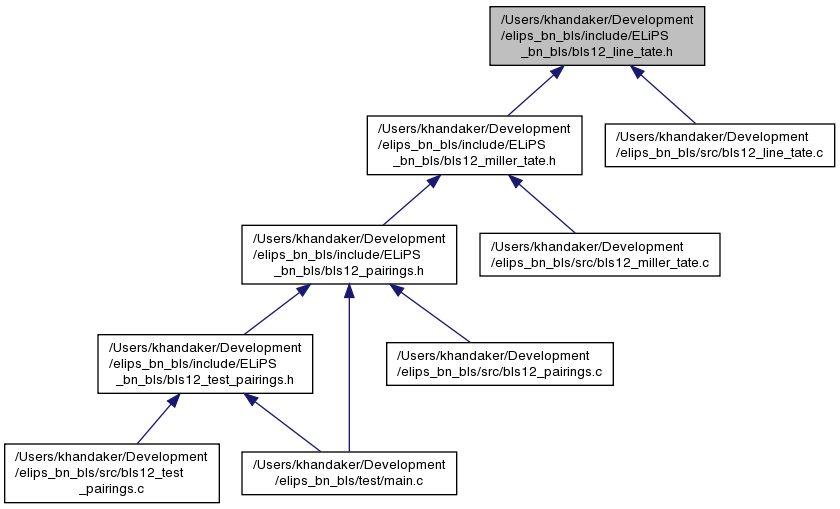 /Users/khandaker/Development
/elips_bn_bls/include/ELiPS
_bn_bls/bls12_line_tate.h
/Users/khandaker/Development
/elips_bn_bls/include/ELiPS
_bn_bls/bls12_miller_tate.h
/Users/khandaker/Development
/elips_bn_bls/src/bls12_line_tate.c
/Users/khandaker/Development
/elips_bn_bls/include/ELiPS
_bn_bls/bls12_pairings.h
/Users/khandaker/Development
/elips_bn_bls/src/bls12_miller_tate.c
/Users/khandaker/Development
/elips_bn_bls/include/ELiPS
_bn_bls/bls12_test_pairings.h
/Users/khandaker/Development
/elips_bn_bls/src/bls12_pairings.c
/Users/khandaker/Development
/elips_bn_bls/src/bls12_test
_pairings.c
/Users/khandaker/Development
/elips_bn_bls/test/main.c